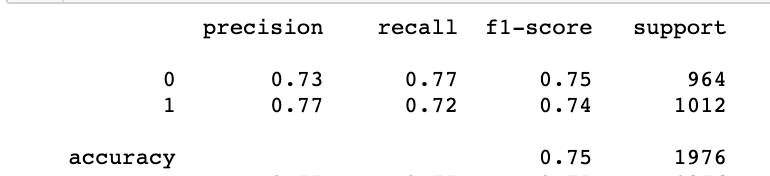 precision recall f1-score support
0 0.73 0.77 0.75 964
1 0.77 0.72 0.74 1012
accuracy 0.75 1976